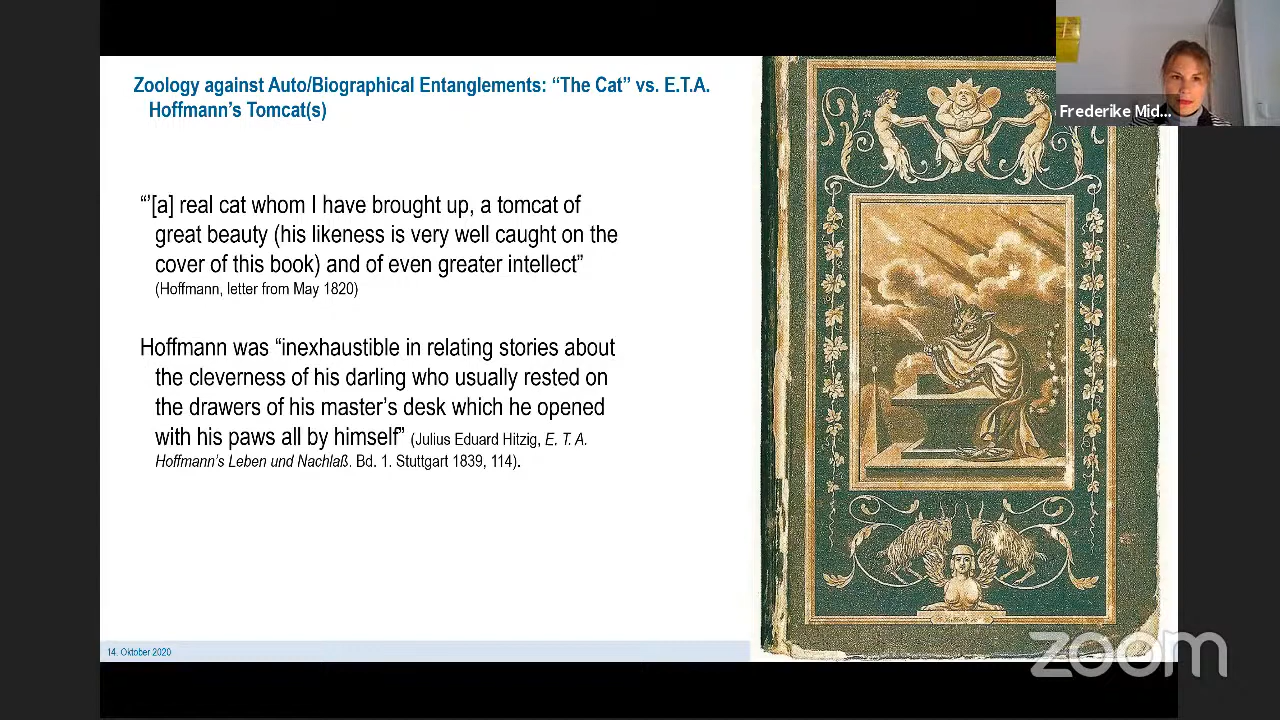 Zoology against Auto/Biographical Entanglements: “The Cat” vs. E.T.A.
Hoffmann’s Tomcat(s)
Frederike Mid...
“’[a] real cat whom I have brought up, a tomcat of
great beauty (his likeness is very well caught on the
cover of this book) and of even greater intellect”
(Hoffmann, letter from May 1820)
Hoffmann was “inexhaustible in relating stories about
the cleverness of his darling who usually rested on
the drawers of his master’s desk which he opened
with his paws all by himself” (Julius Eduard Hitzig, E. T. A.
Hoffmann’s Leben und Nachlaß. Bd. 1. Stuttgart 1839, 114).
14. Oktober 2020
zoom